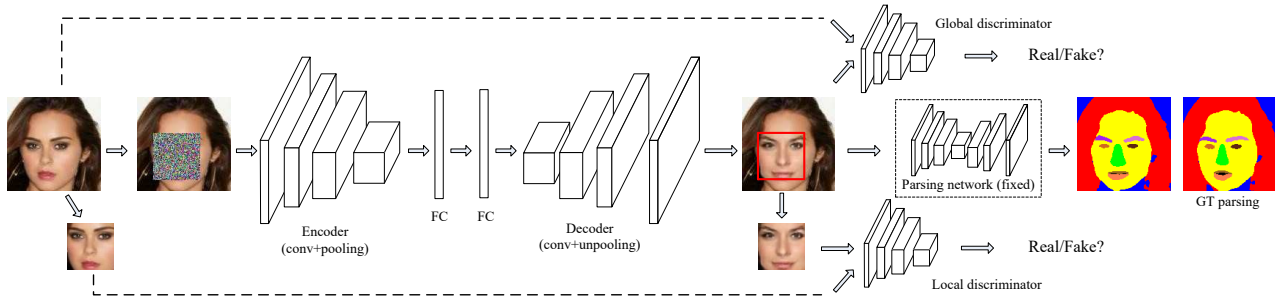 Global discriminator
Real/Fake?
Parsing network (fixed)
GT parsing
FC
FC
Encoder
(conv+pooling)
Decoder
(conv+unpooling)
Real/Fake?
Local discriminator